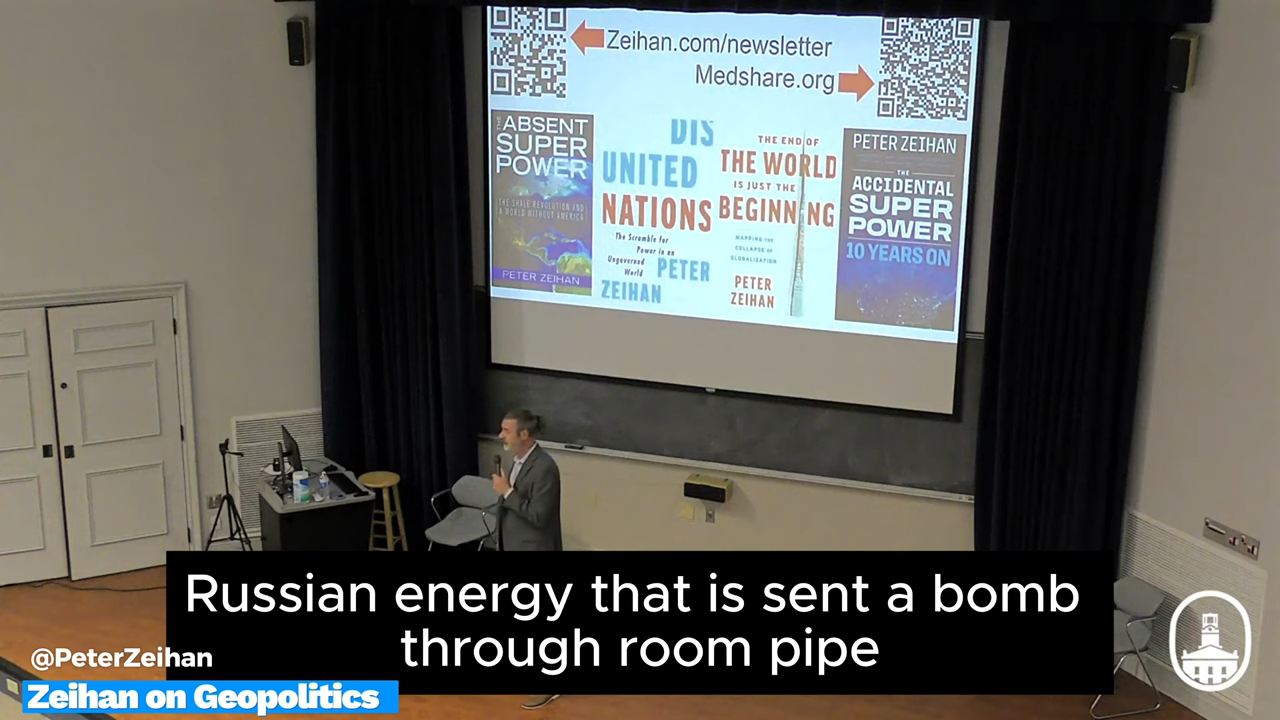 Zeihan.com/newsletter
Medshare.org
THE
ABSENT
SUPER
POWER
THE SHALE REVOLUTION AND
A WORLD WITHOUT AMERICA
PETER ZEIHAN
DIS
UNITED
NATIONS
The Scramble for
Power in an
Ungoverned
World
PETER
ZEIHAN
THE END OF
THE WORLD
IS JUST THE
BEGINNING
MAPPING THE
COLLAPSE OF
GLOBALIZATION
PETER
ZEIHAN
PETER ZEIHAN
THE
ACCIDENTAL
SUPER
POWER
10 YEARS ON
Russian energy that is sent a bomb
through room pipe
@PeterZeihan
Zeihan on Geopolitics